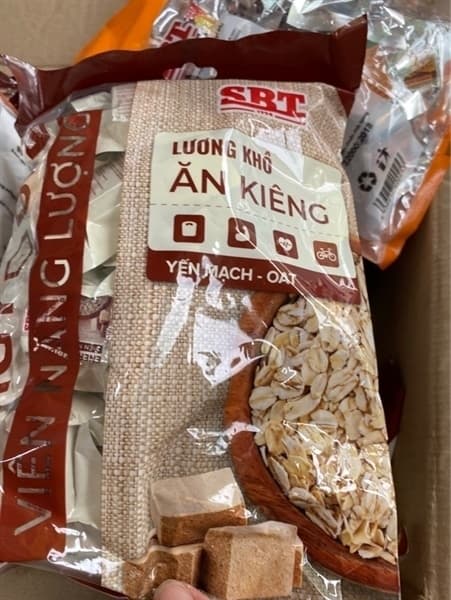 SBT
LƯƠNG KHÔ
ĂN KIÊNG
YẾN MẠCH - OAT
VIÊN NĂNG LƯỢNG